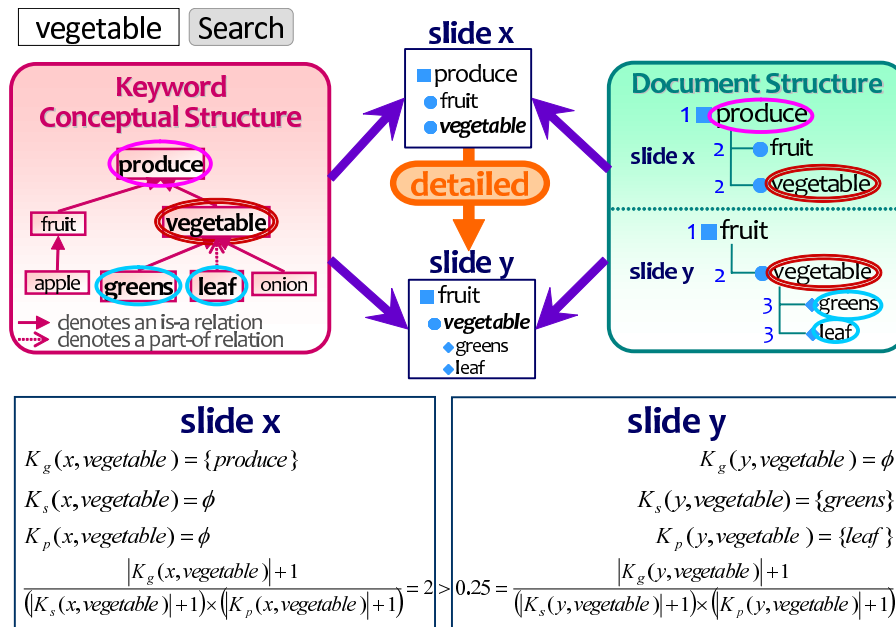 vegetable
Search
Keyword
Conceptual Structure
produce
fruit
vegetable
apple
greens
leaf
onion
denotes an is-a relation
denotes a part-of relation
slide x
produce
fruit
vegetable
detailed
slide y
fruit
vegetable
greens
leaf
Document Structure
1 produce
slide x
2 fruit
2 vegetable
1 fruit
slide y
2 vegetable
3 greens
3 leaf
slide x
K_g(x,vegetable) = {produce}
K_s(x,vegetable) = ϕ
K_p(x,vegetable) = ϕ
|K_g(x,vegetable)|+1
(|K_s(x,vegetable)|+1)×(|K_p(x,vegetable)|+1) = 2 > 0.25 =
slide y
K_g(y,vegetable) = ϕ
K_s(y,vegetable) = {greens}
K_p(y,vegetable) = {leaf}
|K_g(y,vegetable)|+1
(|K_s(y,vegetable)|+1)×(|K_p(y,vegetable)|+1)